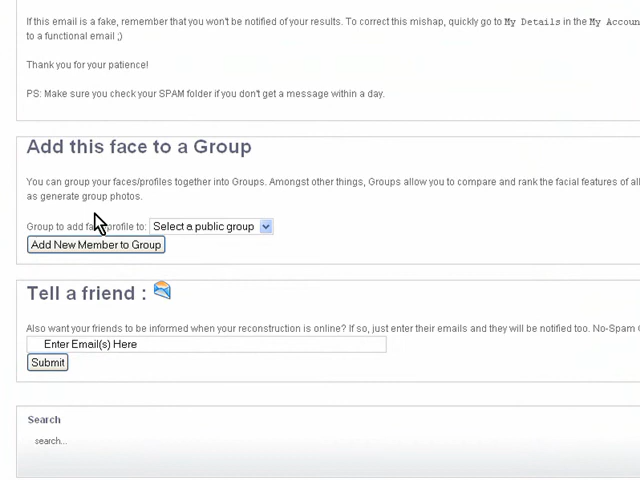 If this email is a fake, remember that you won't be notified of your results. To correct this mishap, quickly go to My Details in the My Accoun
to a functional email ;)
Thank you for your patience!
PS: Make sure you check your SPAM folder if you don't get a message within a day.
Add this face to a Group
You can group your faces/profiles together into Groups. Amongst other things, Groups allow you to compare and rank the facial features of all
as generate group photos.
Group to add face profile to: Select a public group
Add New Member to Group
Tell a friend :
Also want your friends to be informed when your reconstruction is online? If so, just enter their emails and they will be notified too. No-Spam
Enter Email(s) Here
Submit
Search
search...